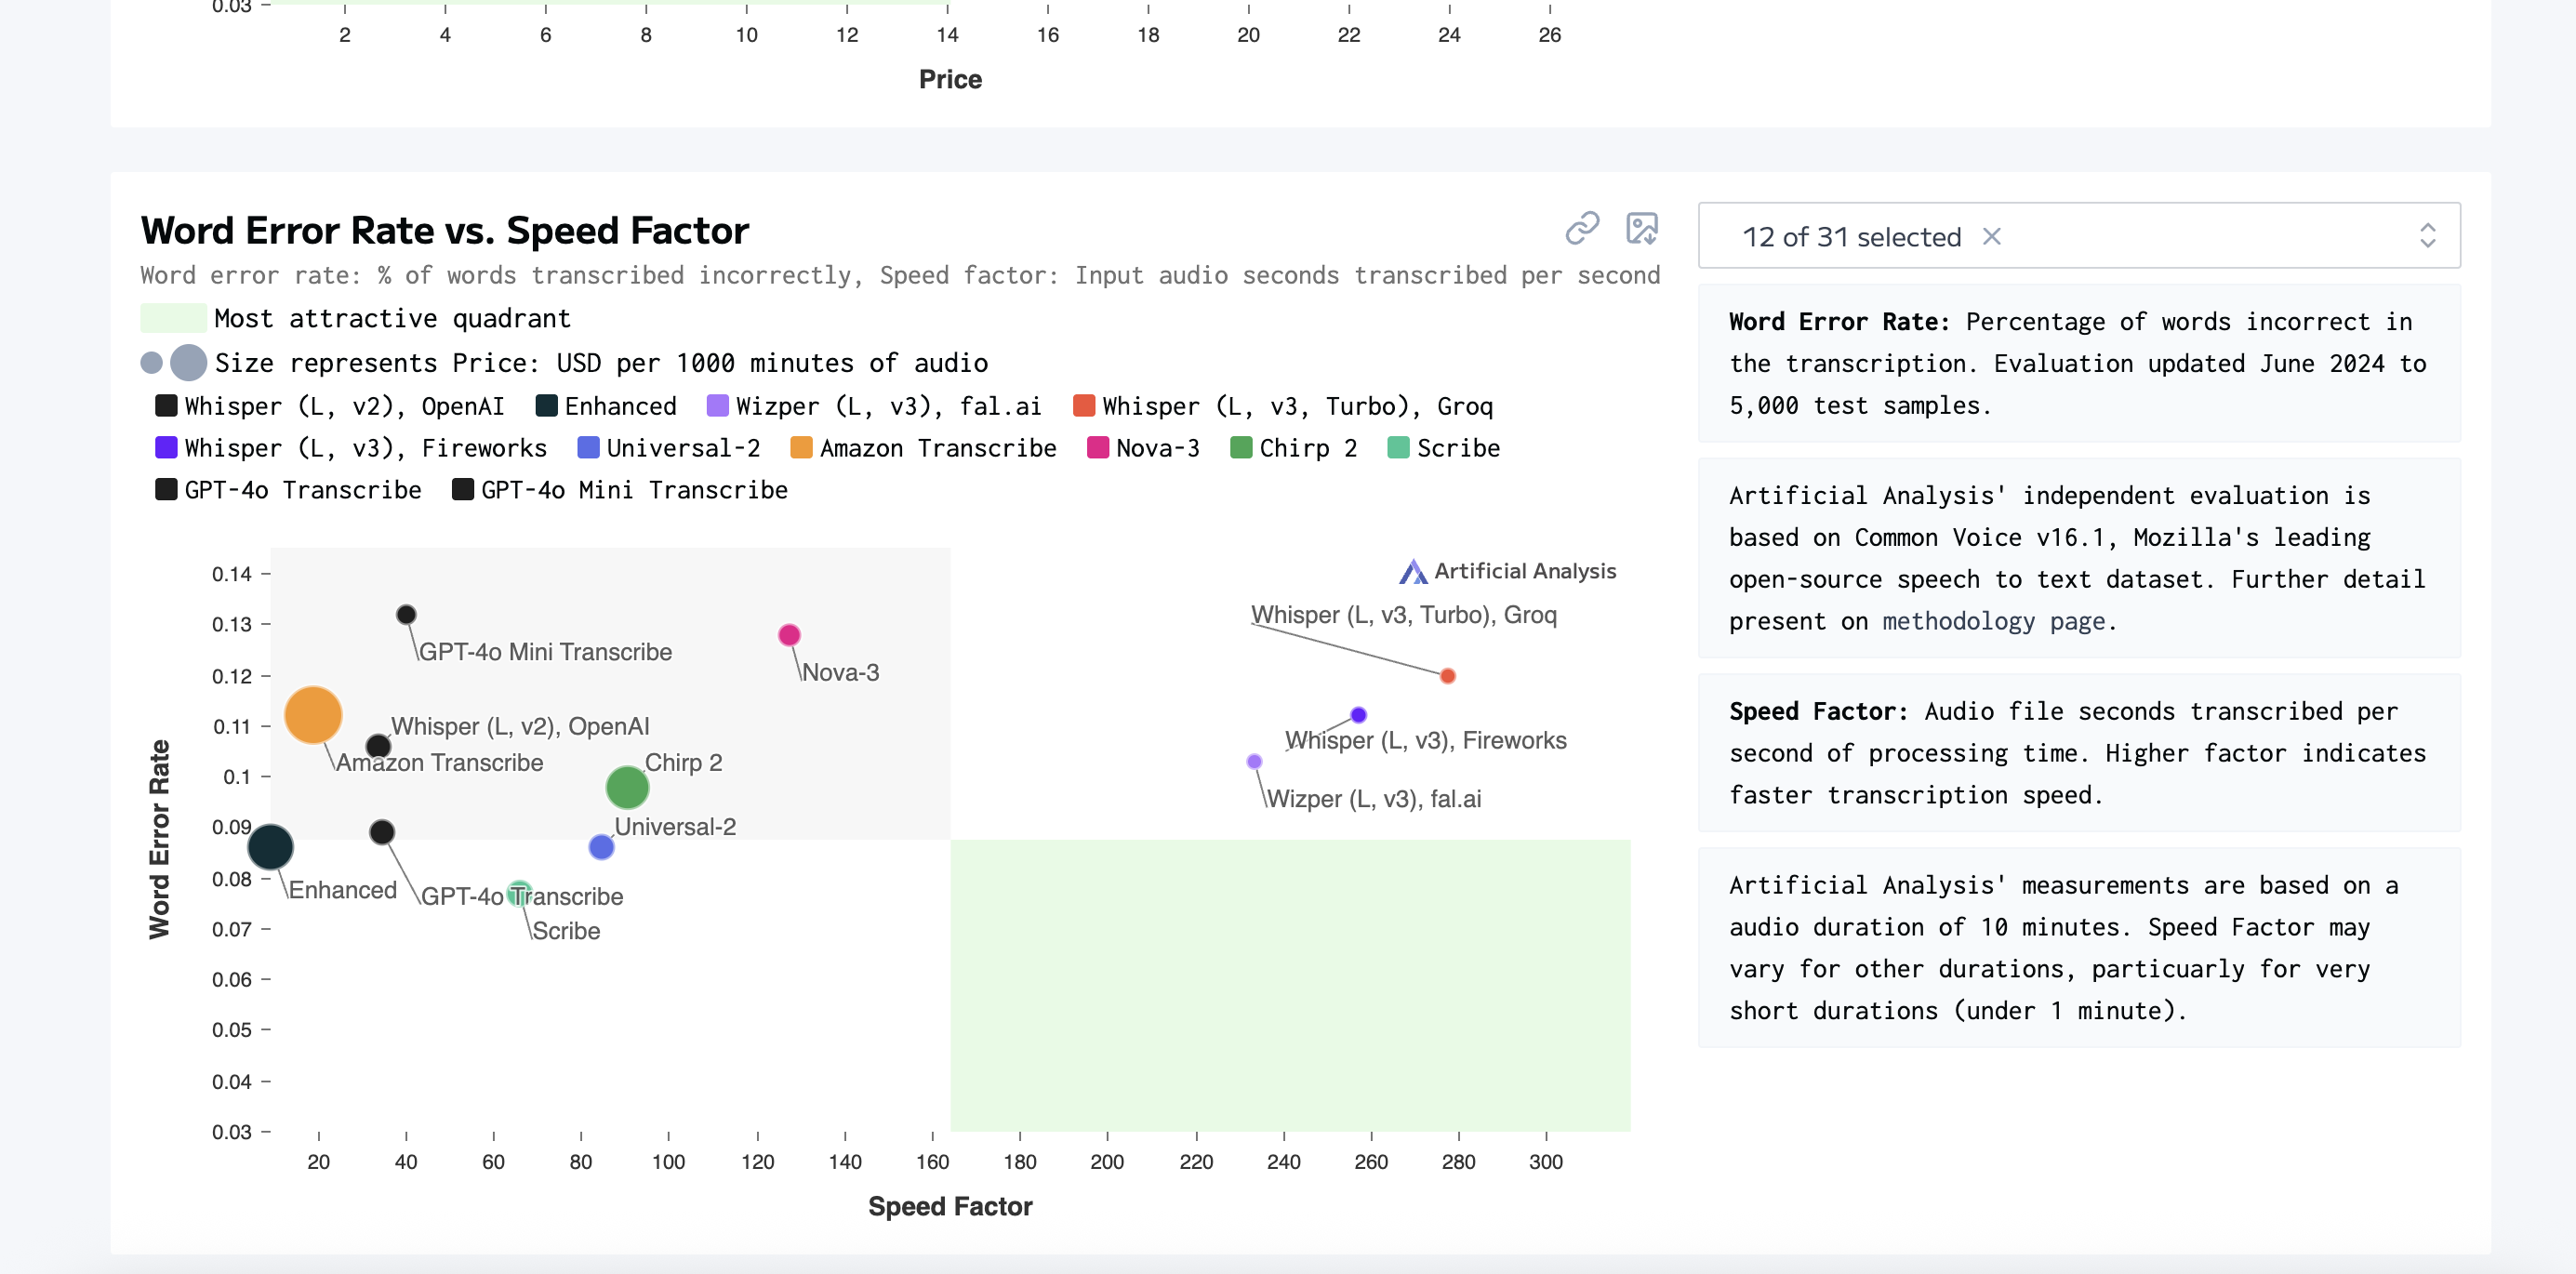 0.03
2 4 6 8 10 12 14 16 18 20 22 24 26
Price
Word Error Rate vs. Speed Factor
Word error rate: % of words transcribed incorrectly, Speed factor: Input audio seconds transcribed per second
Most attractive quadrant
Size represents Price: USD per 1000 minutes of audio
Whisper (L, v2), OpenAI Enhanced Wizper (L, v3), fal.ai Whisper (L, v3, Turbo), Groq
Whisper (L, v3), Fireworks Universal-2 Amazon Transcribe Nova-3 Chirp 2 Scribe
GPT-4o Transcribe GPT-4o Mini Transcribe
Artificial Analysis
0.14
Whisper (L, v3, Turbo), Groq
0.13
GPT-4o Mini Transcribe
Nova-3
0.12
0.11
Whisper (L, v2), OpenAI
Whisper (L, v3), Fireworks
Amazon Transcribe
Chirp 2
0.1
Wizper (L, v3), fal.ai
0.09
Universal-2
0.08
Enhanced
GPT-4o Transcribe
0.07
Scribe
0.06
0.05
0.04
0.03
Word Error Rate
20 40 60 80 100 120 140 160 180 200 220 240 260 280 300
Speed Factor
12 of 31 selected
Word Error Rate: Percentage of words incorrect in
the transcription. Evaluation updated June 2024 to
5,000 test samples.
Artificial Analysis' independent evaluation is
based on Common Voice v16.1, Mozilla's leading
open-source speech to text dataset. Further detail
present on methodology page.
Speed Factor: Audio file seconds transcribed per
second of processing time. Higher factor indicates
faster transcription speed.
Artificial Analysis' measurements are based on a
audio duration of 10 minutes. Speed Factor may
vary for other durations, particuarly for very
short durations (under 1 minute).